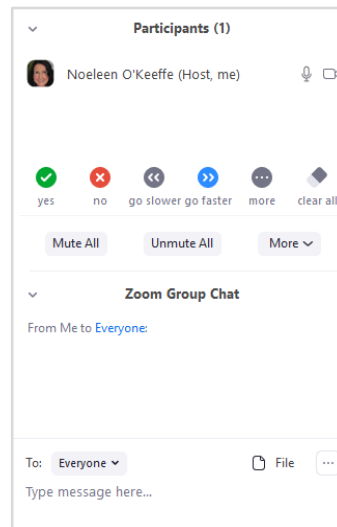 Participants (1)
Noeleen O'Keeffe (Host, me)
yes no go slower go faster more clear all
Mute All Unmute All More
Zoom Group Chat
From Me to Everyone:
To: Everyone File
Type message here...